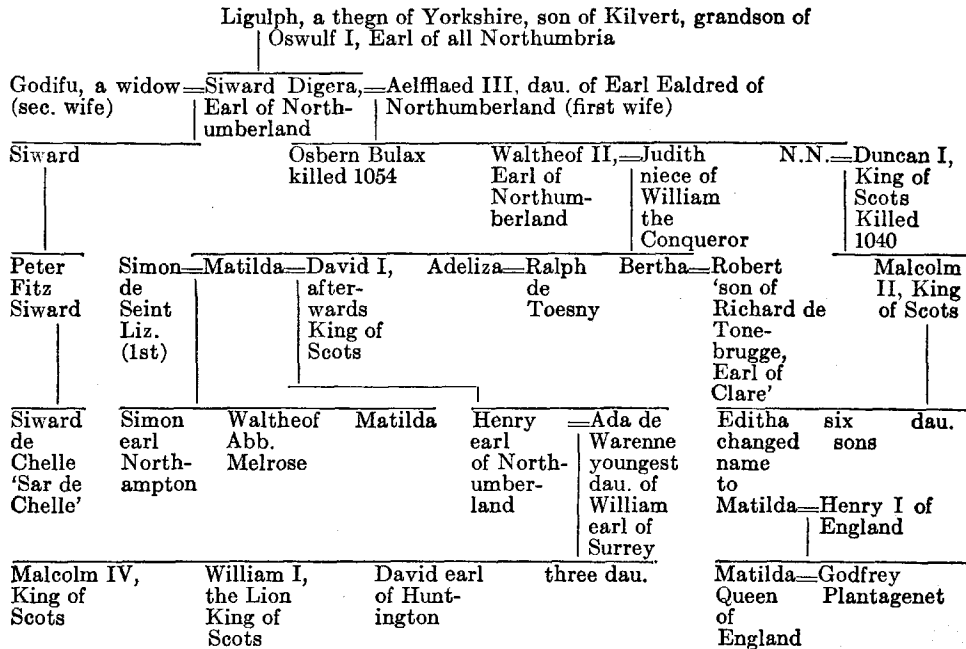 Ligulph, a thegn of Yorkshire, son of Kilvert, grandson of
Oswulf I, Earl of all Northumbria
Godifu, a widow=Siward Digera,=Aelfflaed III, dau. of Earl Ealdred of
(sec. wife) Earl of North- Northumberland (first wife)
umberland
Siward Osbern Bulax Waltheof II,=Judith N.N.=Duncan I,
killed 1054 Earl of niece of King of
Northum- William Scots
berland the Killed
Conqueror 1040
Peter Simon=Matilda=David I, Adeliza=Ralph Bertha=Robert Malcolm
Fitz de after- de 'son of II, King
Siward Seint wards Toesny Richard de of Scots
Liz. King of Tone-
(1st) Scots brugge,
Earl of
Clare'
Siward Simon Waltheof Matilda Henry =Ada de Editha six dau.
de earl Abb. earl Warenne changed sons
Chelle North- Melrose of North- youngest name
'Sar de ampton umber- dau. of to
Chelle' land William Matilda=Henry I of
earl of England
Surrey
Malcolm IV, William I, David earl three dau. Matilda=Godfrey
King of the Lion of Hunt- Queen Plantagenet
Scots King of ington of
Scots England